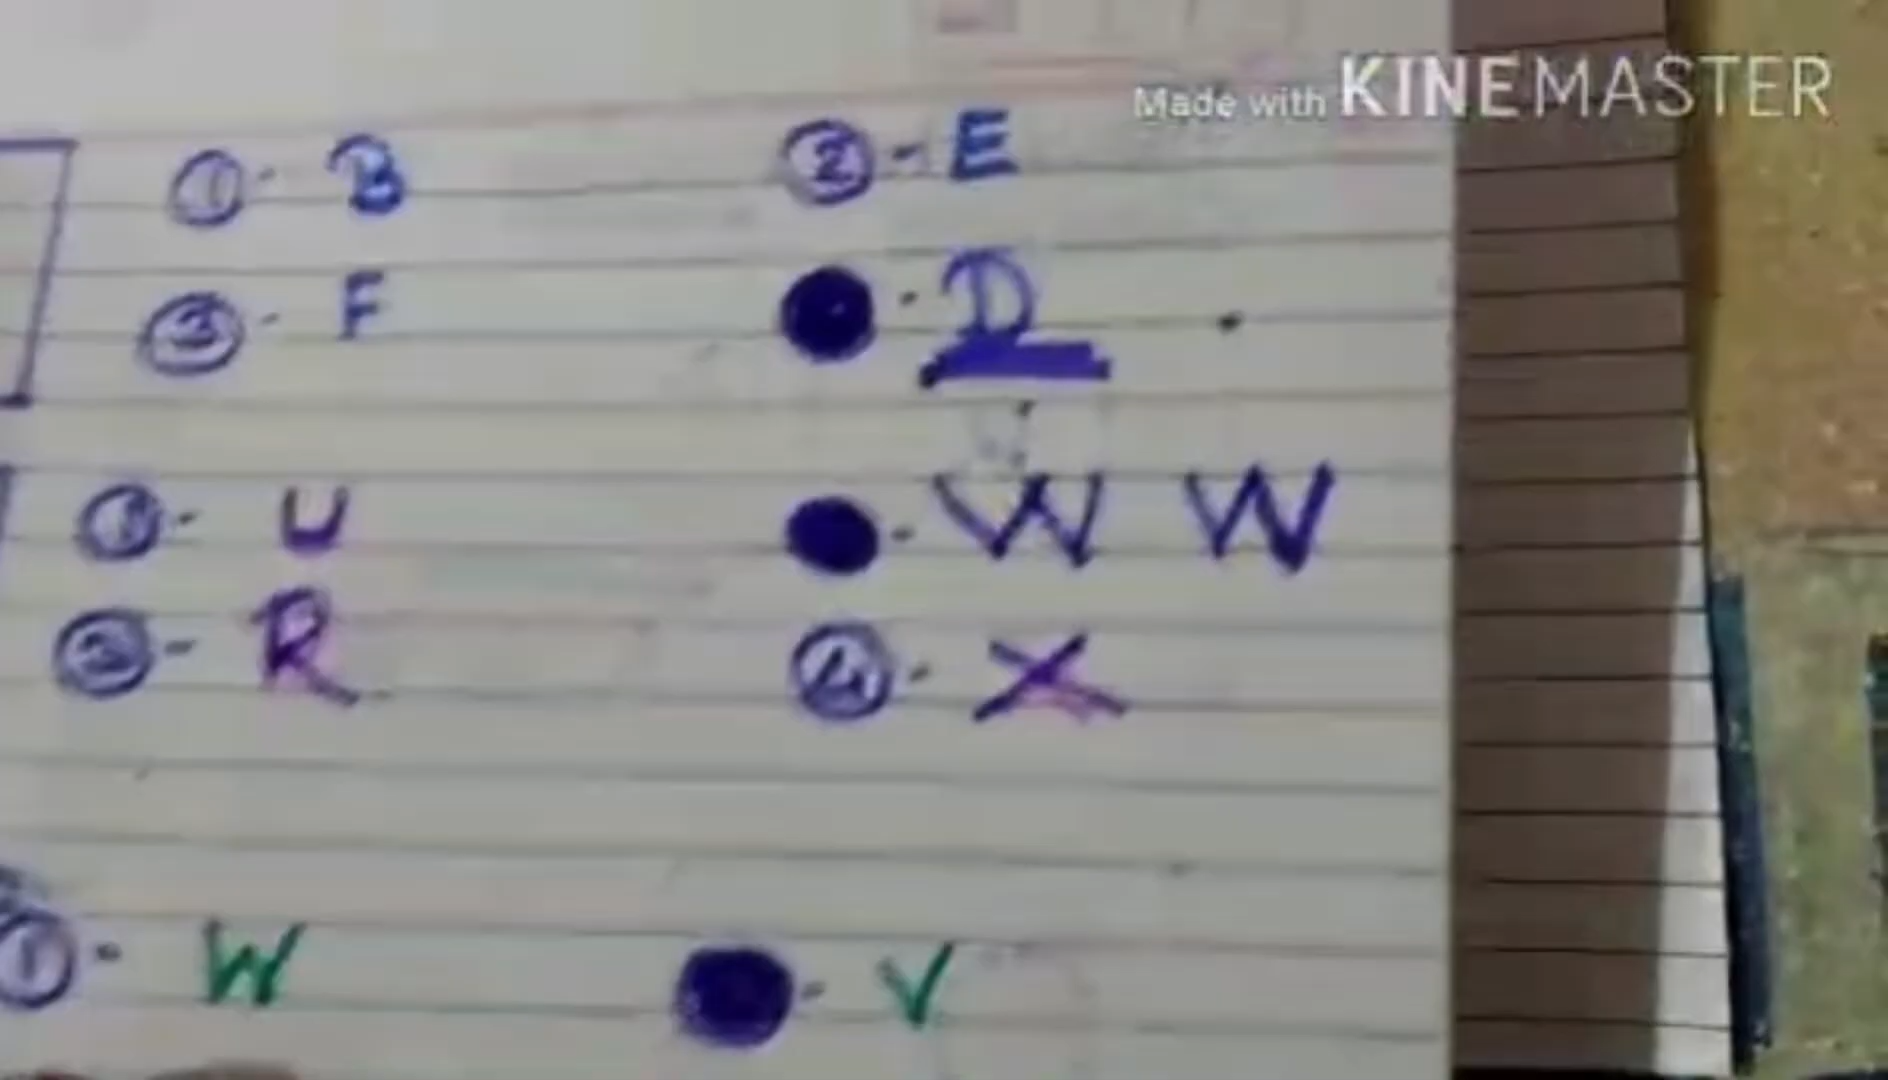 Made with KINEMASTER
① - B ② - E
③ - F - D
① - U - W W
③ - R ④ - X
① - W - V